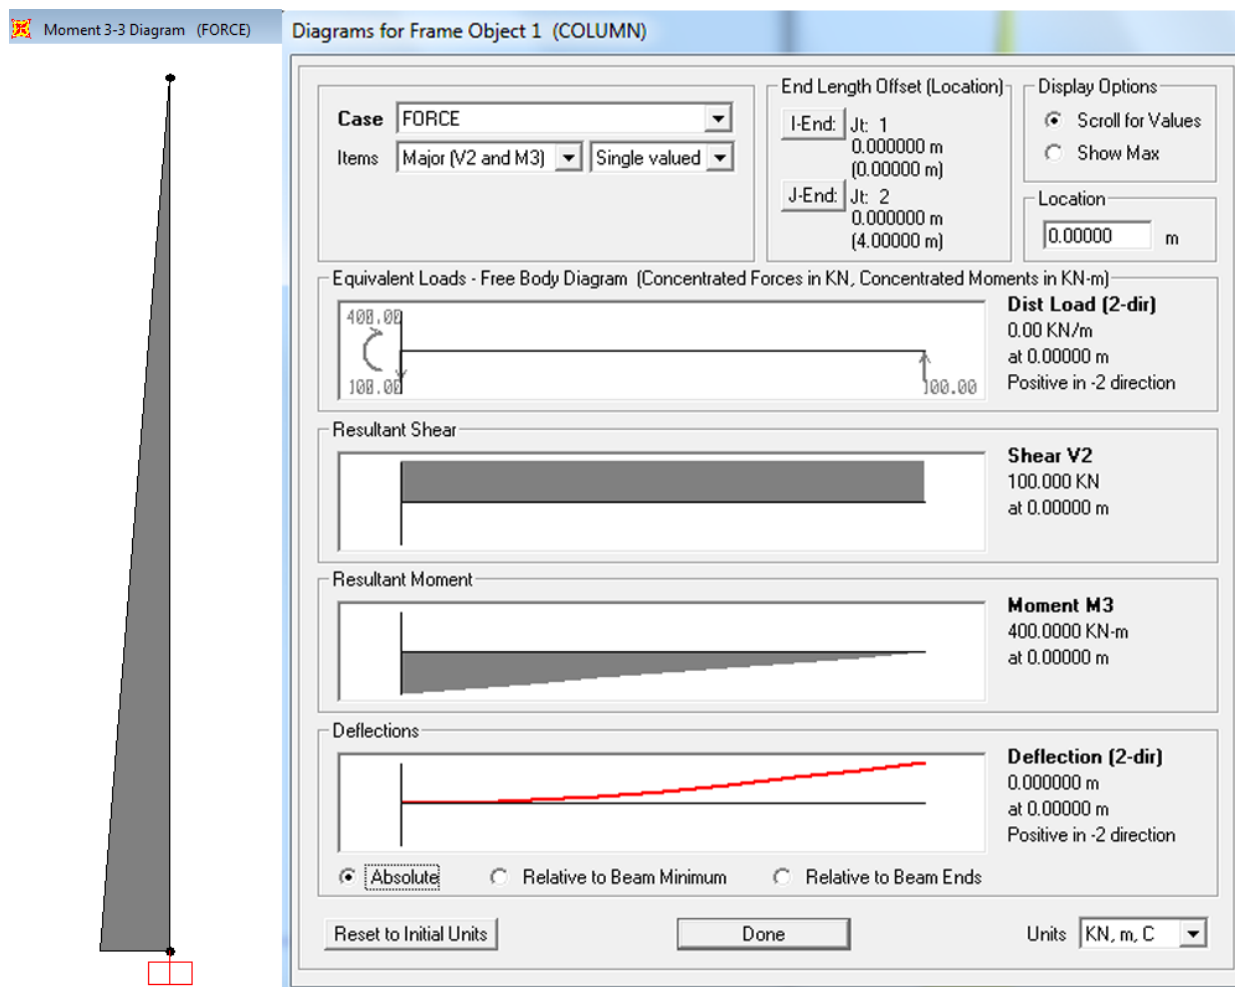 Moment 3-3 Diagram (FORCE)
Diagrams for Frame Object 1 (COLUMN)
Case FORCE
Items Major (V2 and M3) Single valued
End Length Offset (Location)
I-End: Jt: 1
0.000000 m
(0.00000 m)
J-End: Jt: 2
0.000000 m
(4.00000 m)
Display Options
Scroll for Values
Show Max
Location
0.00000 m
Equivalent Loads - Free Body Diagram (Concentrated Forces in KN, Concentrated Moments in KN-m)
400.00
100.00
100.00
Dist Load (2-dir)
0.00 KN/m
at 0.00000 m
Positive in -2 direction
Resultant Shear
Shear V2
100.000 KN
at 0.00000 m
Resultant Moment
Moment M3
400.0000 KN-m
at 0.00000 m
Deflections
Deflection (2-dir)
0.000000 m
at 0.00000 m
Positive in -2 direction
Absolute Relative to Beam Minimum Relative to Beam Ends
Reset to Initial Units Done Units KN, m, C